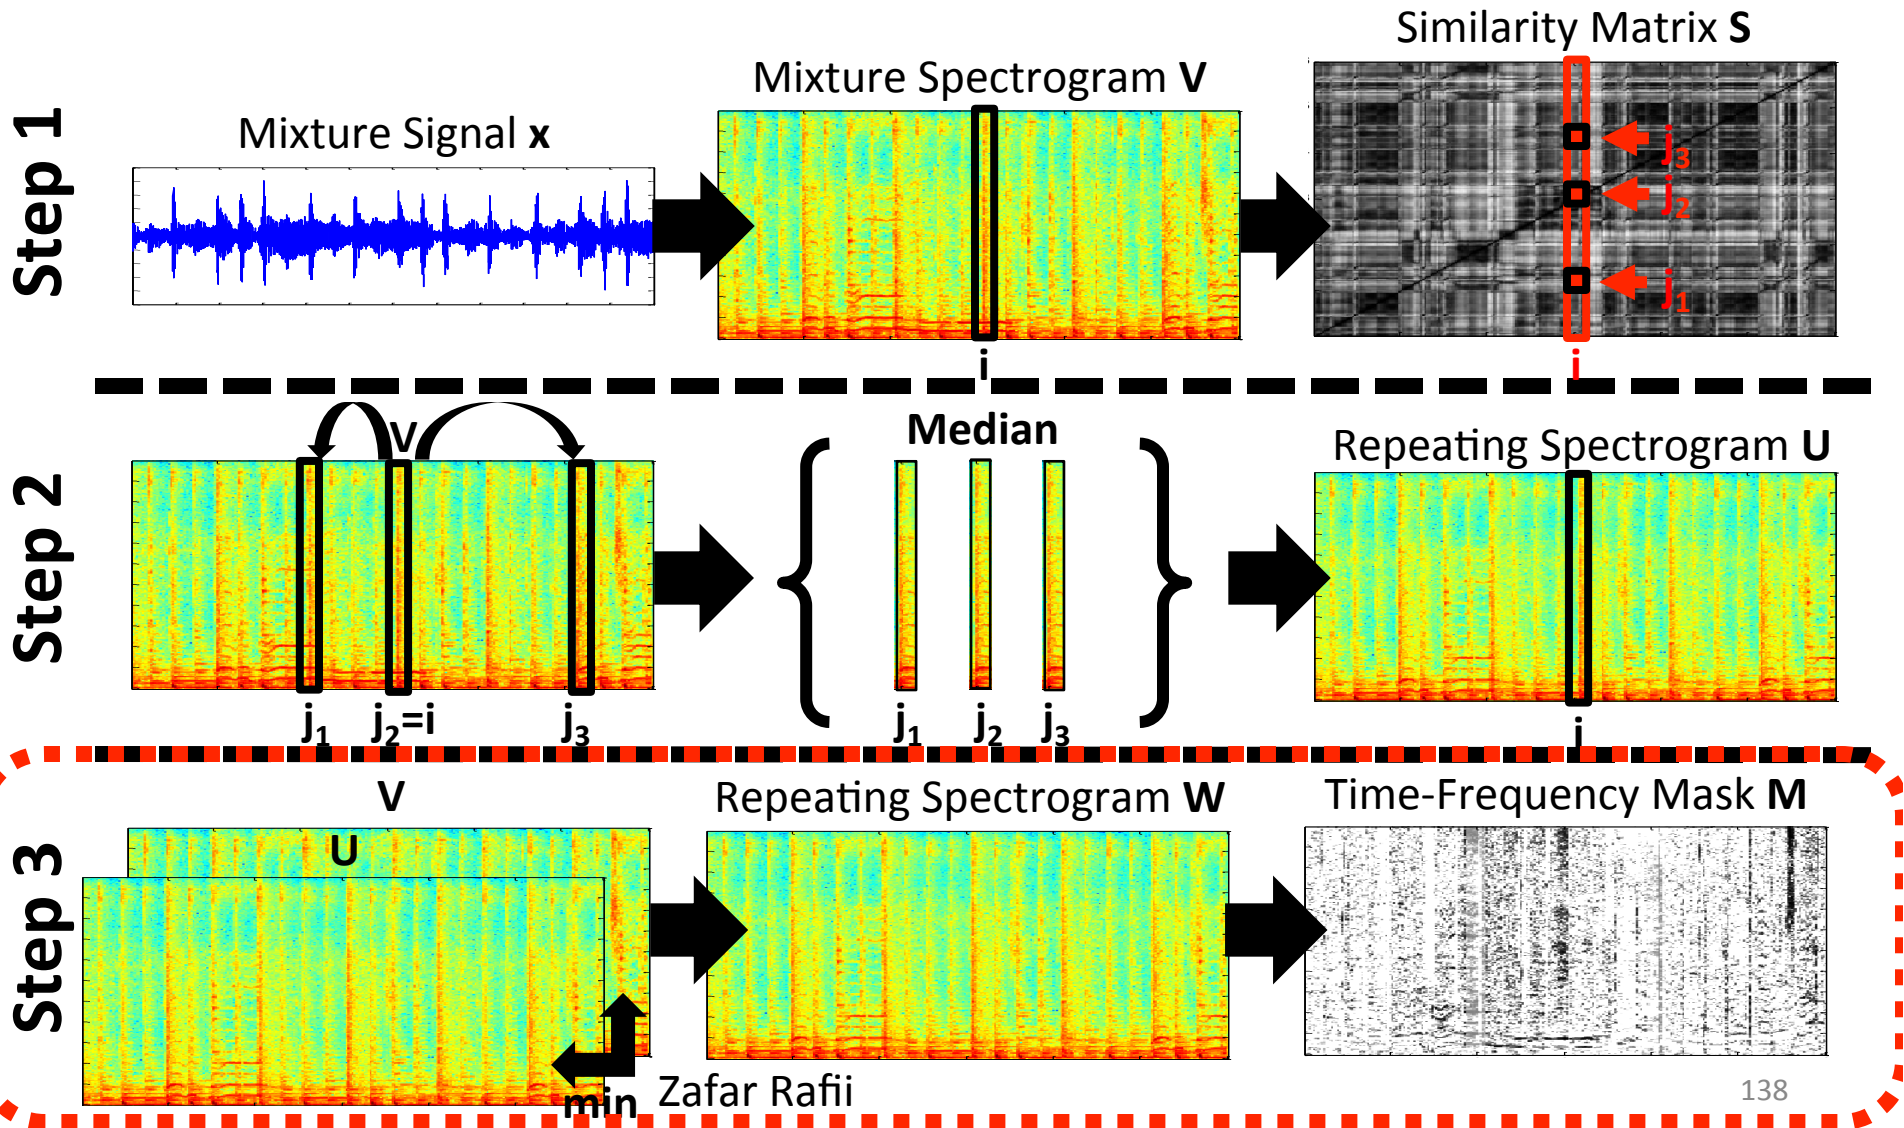 Step 1
Mixture Signal x
Mixture Spectrogram V
i
Similarity Matrix S
j3
j2
j1
i
Step 2
V
j1 j2=i j3
Median
j1 j2 j3
Repeating Spectrogram U
i
Step 3
V
U
min
Repeating Spectrogram W
Time-Frequency Mask M
Zafar Rafii
138